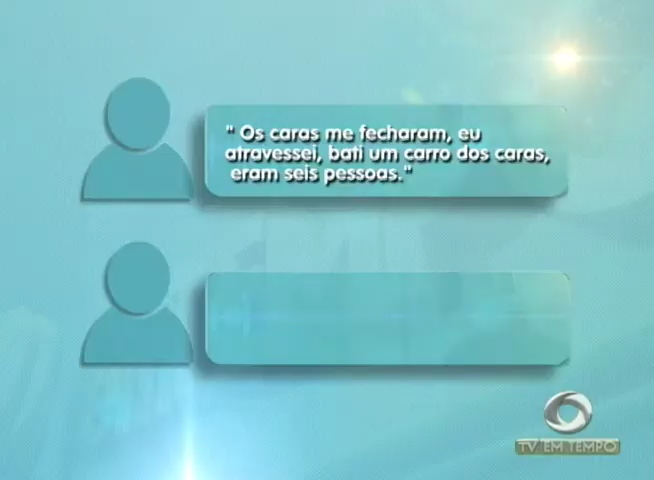 " Os caras me fecharam, eu
atravessei, bati um carro dos caras,
eram seis pessoas."
TV EM TEMPO